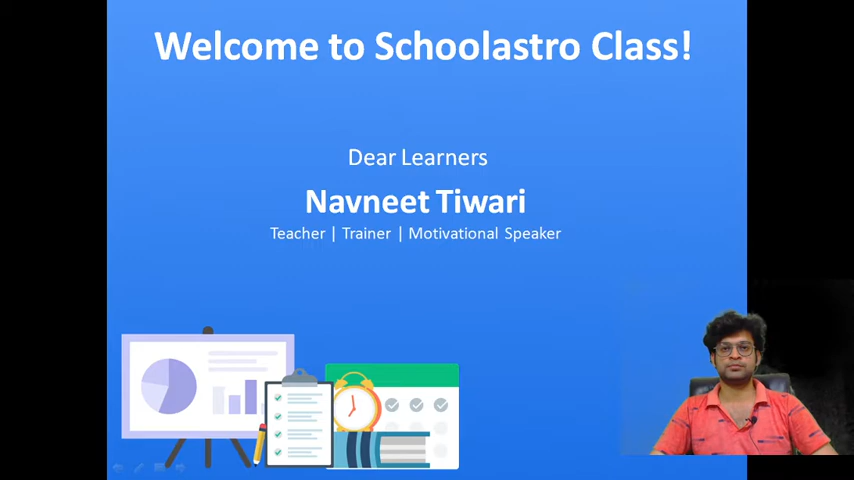 Welcome to Schoolastro Class!
Dear Learners
Navneet Tiwari
Teacher | Trainer | Motivational Speaker